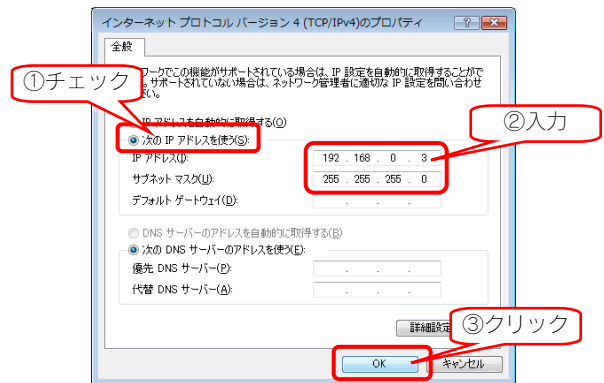 インターネット プロトコル バージョン 4 (TCP/IPv4)のプロパティ
全般
ワークでこの機能がサポートされている場合は、IP 設定を自動的に取得することがで
サポートされていない場合は、ネットワーク管理者に適切な IP 設定を問い合わせ
さい。
①チェック
IP アドレスを自動的に取得する(O)
②入力
次の IP アドレスを使う(S):
IP アドレス(I):
192 . 168 . 0 . 3
サブネット マスク(U):
255 . 255 . 255 . 0
デフォルト ゲートウェイ(D):
DNS サーバーのアドレスを自動的に取得する(B)
次の DNS サーバーのアドレスを使う(E):
優先 DNS サーバー(P):
代替 DNS サーバー(A):
詳細設定
③クリック
OK
キャンセル